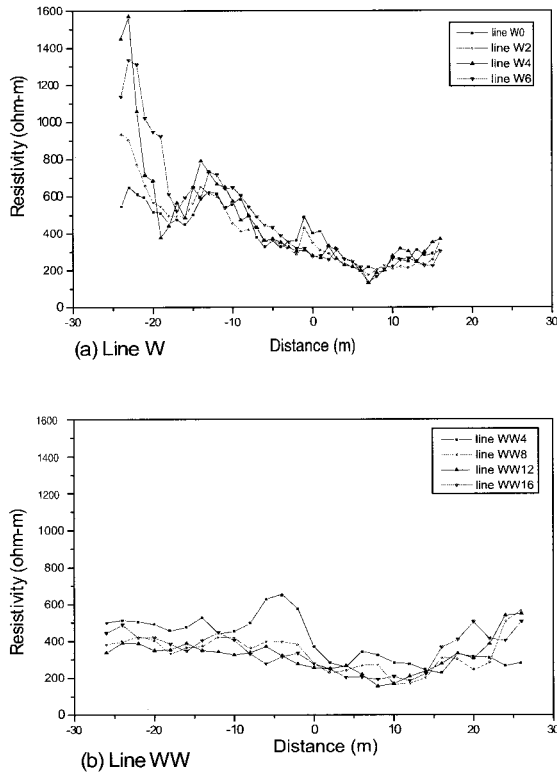 1600
1400
1200
1000
800
600
400
200
0
Resistivity (ohm-m)
line W0
line W2
line W4
line W6
-30
-20
-10
0
10
20
30
(a) Line W
Distance (m)
1600
1400
1200
1000
800
600
400
200
0
Resistivity (ohm-m)
line WW4
line WW8
line WW12
line WW16
-30
-20
-10
0
10
20
30
(b) Line WW
Distance (m)